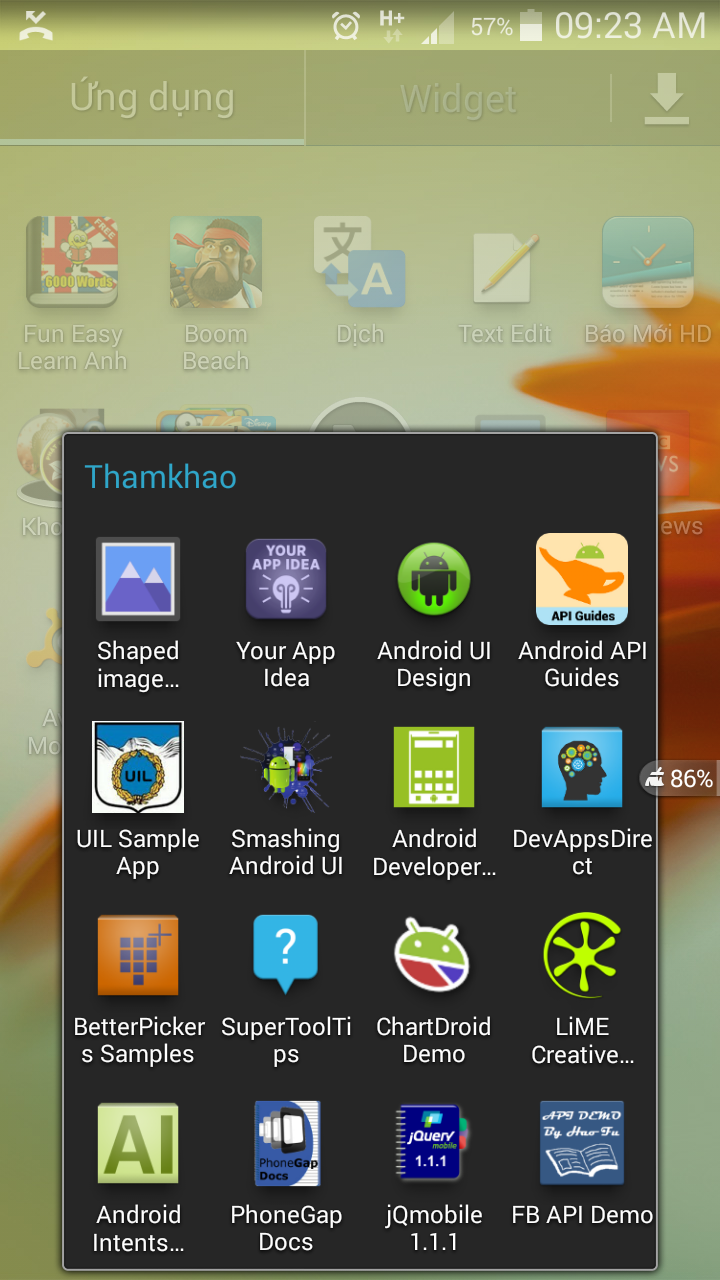 H+ 57% 09:23 AM
Ứng dụng Widget
FREE
6000 Words
文 A
Fun Easy Learn Anh
Boom Beach
Dịch
Text Edit
Báo Mới HD
Disney
Kho
ews
Thamkhao
YOUR APP IDEA
API Guides
Shaped image…
Your App Idea
Android UI Design
Android API Guides
UIL
86%
UIL Sample App
Smashing Android UI
Android Developer…
DevAppsDirect
?
BetterPickers Samples
SuperToolTips
ChartDroid Demo
LiME Creative…
AI
PhoneGap Docs
jQuery mobile 1.1.1
API DEMO By Hao-Fu
Android Intents…
PhoneGap Docs
jQmobile 1.1.1
FB API Demo